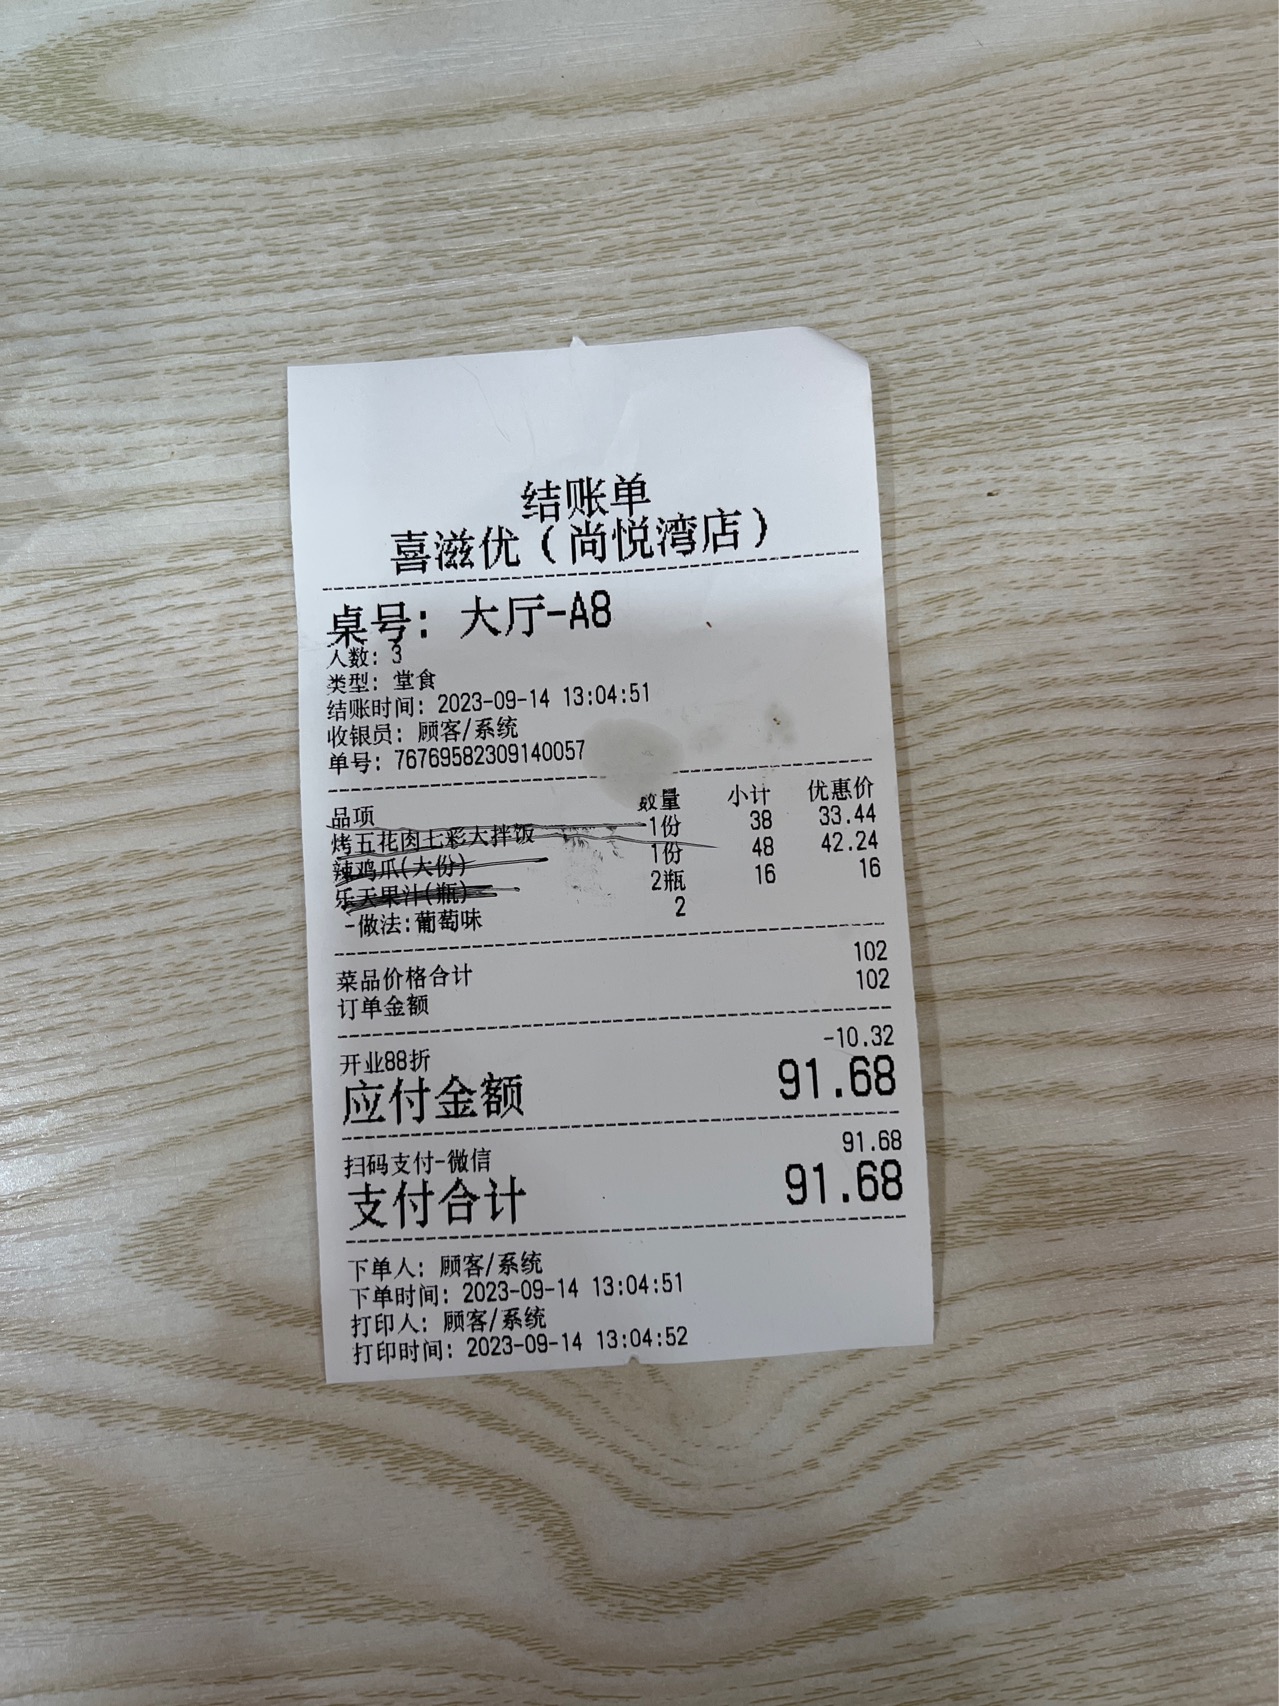 结账单
喜滋优（尚悦湾店）
桌号：大厅-A8
人数：3
类型：堂食
结账时间：2023-09-14 13:04:51
收银员：顾客/系统
单号：76769582309140057
品项 数量 小计 优惠价
烤五花肉七彩大拌饭 1份 38 33.44
辣鸡爪(大份) 1份 48 42.24
乐天果汁(瓶) 2瓶 16 16
-做法:葡萄味 2
菜品价格合计 102
订单金额 102
开业88折 -10.32
应付金额 91.68
扫码支付-微信 91.68
支付合计 91.68
下单人：顾客/系统
下单时间：2023-09-14 13:04:51
打印人：顾客/系统
打印时间：2023-09-14 13:04:52